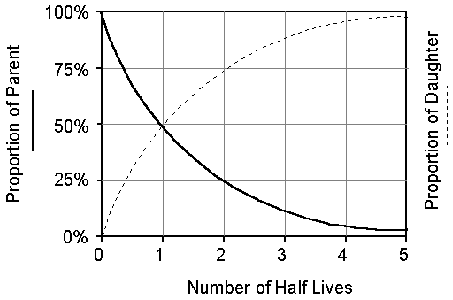 Proportion of Parent
100%
75%
50%
25%
0%
0 1 2 3 4 5
Number of Half Lives
Proportion of Daughter